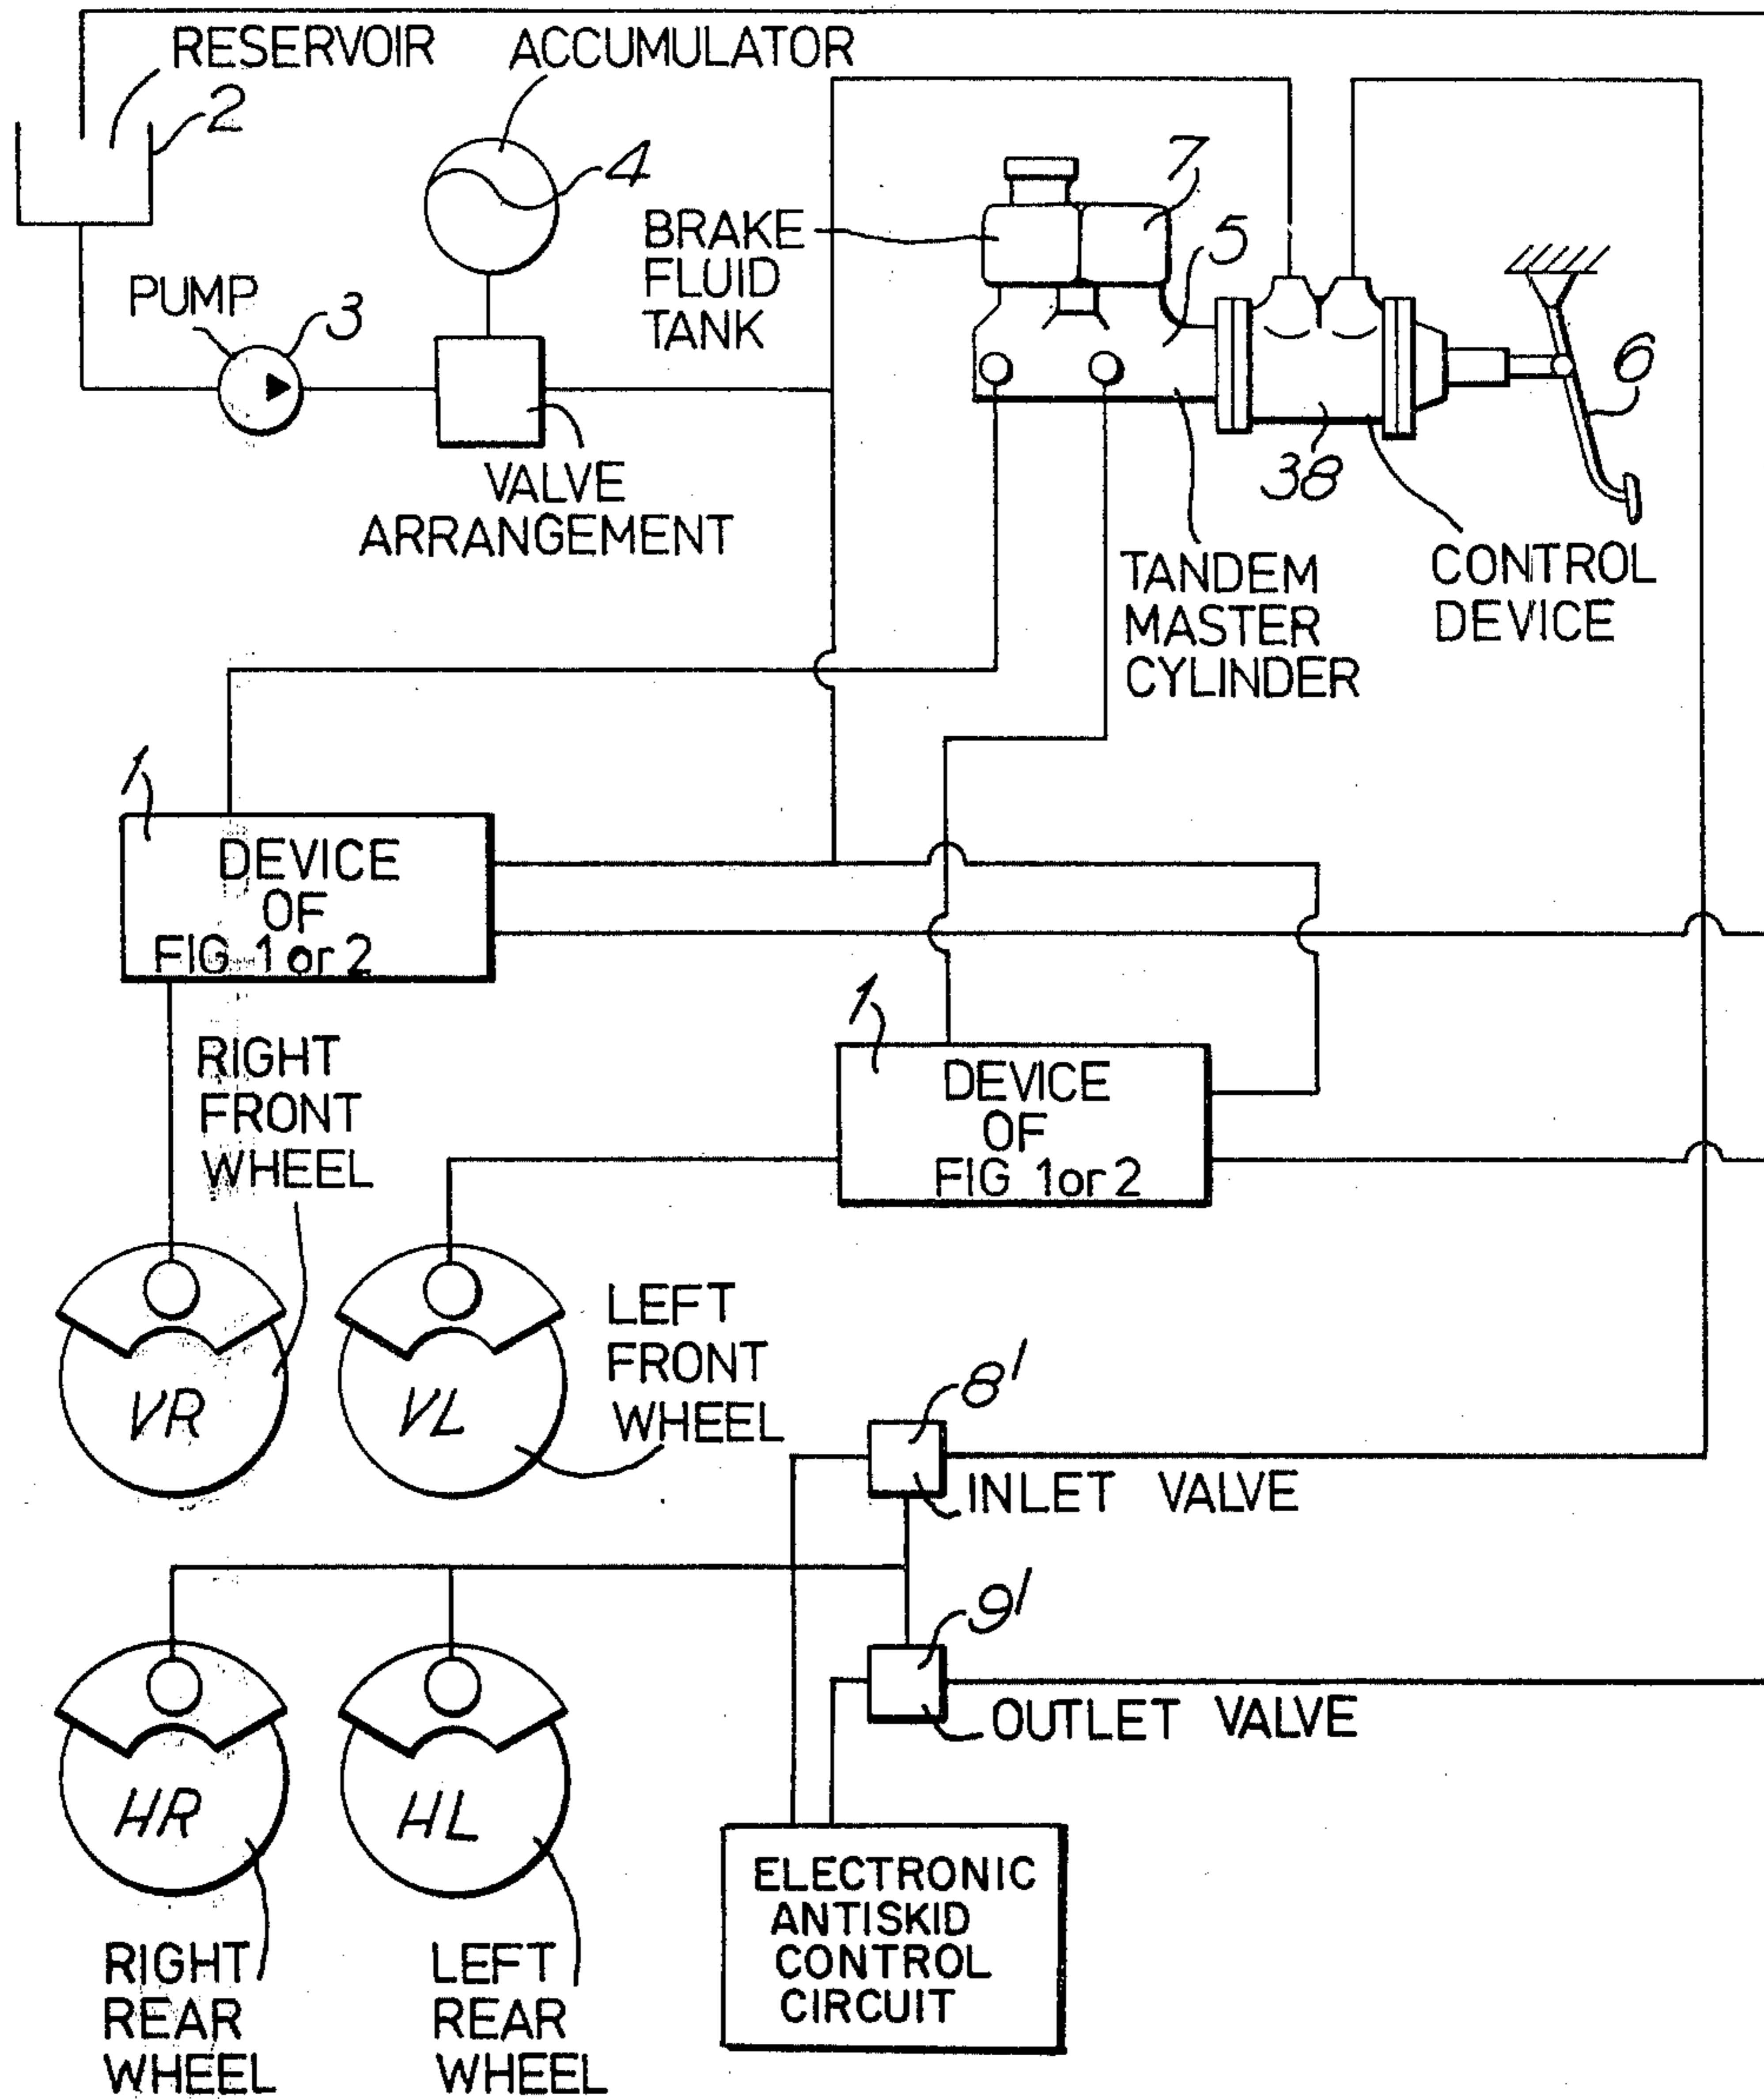 RESERVOIR
2
ACCUMULATOR
4
BRAKE
FLUID
TANK
7
5
PUMP
3
VALVE
ARRANGEMENT
38
6
TANDEM
MASTER
CYLINDER
CONTROL
DEVICE
1
DEVICE
OF
FIG 1 or 2
1
DEVICE
OF
FIG 1 or 2
RIGHT
FRONT
WHEEL
VR
VL
LEFT
FRONT
WHEEL
8'
INLET VALVE
9'
OUTLET VALVE
HR
HL
RIGHT
REAR
WHEEL
LEFT
REAR
WHEEL
ELECTRONIC
ANTISKID
CONTROL
CIRCUIT